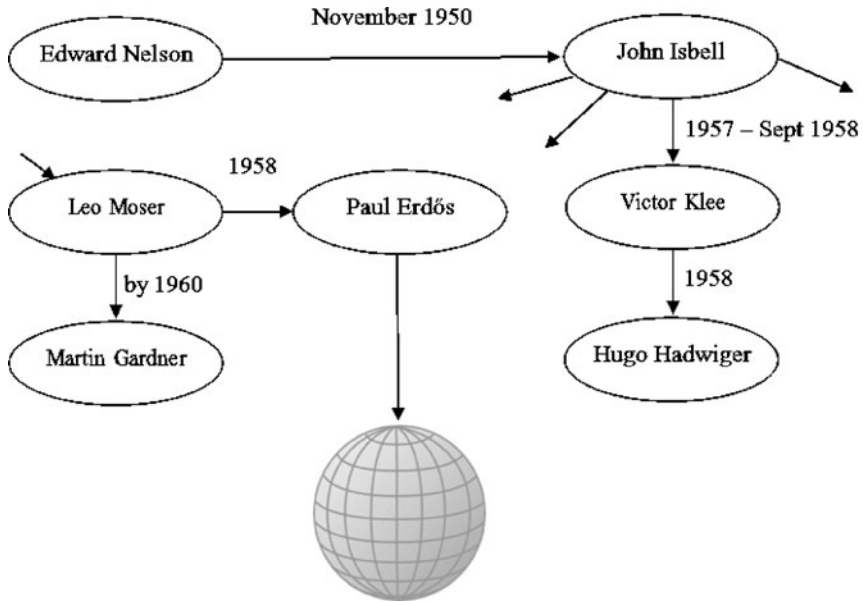 November 1950
Edward Nelson
John Isbell
1957 – Sept 1958
1958
Leo Moser
Paul Erdős
Victor Klee
by 1960
1958
Martin Gardner
Hugo Hadwiger